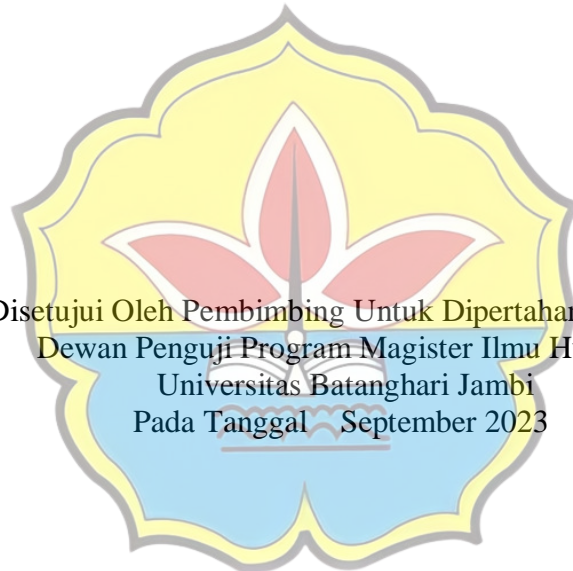 Disetujui Oleh Pembimbing Untuk
Dewan Penguji Program Magister Ilmu
Universitas Batanghari Jambi
Pada Tanggal September 2023